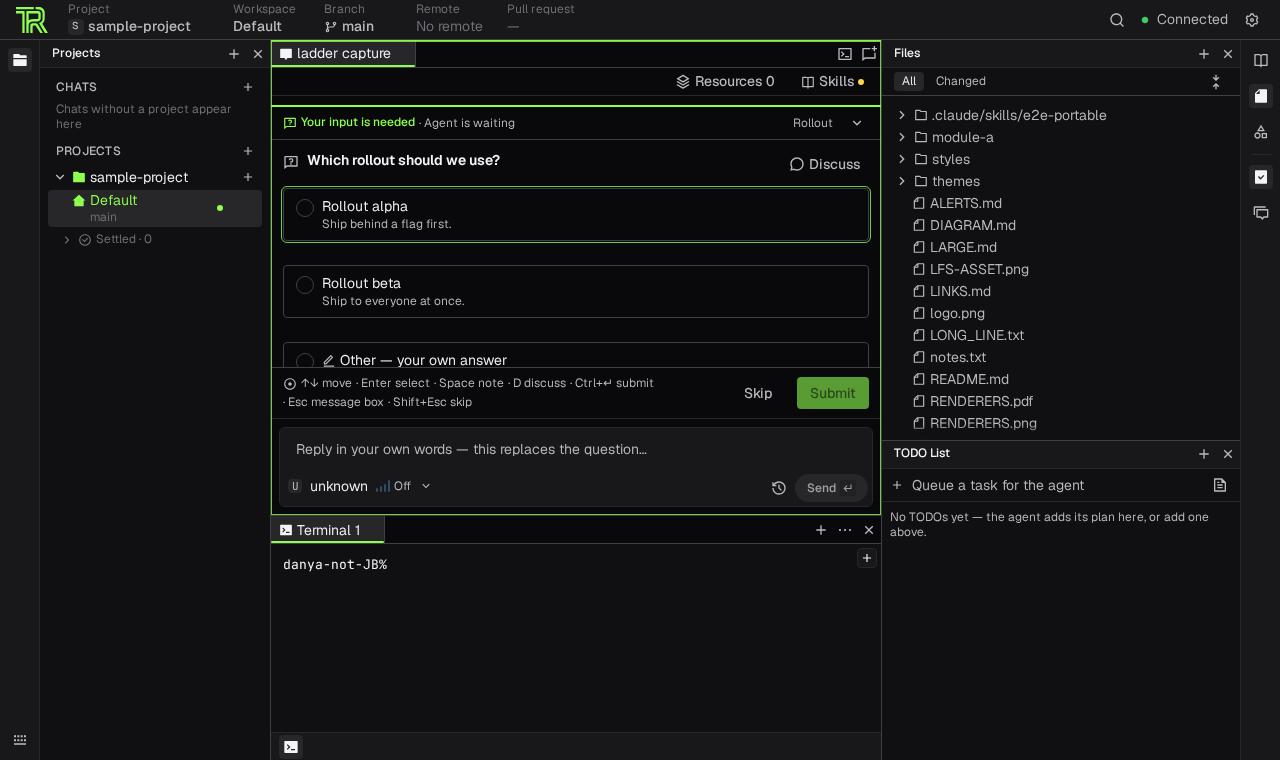 TR
Project
S sample-project
Workspace
Default
Branch
main
Remote
No remote
Pull request
—
Connected
Projects
CHATS
Chats without a project appear
here
PROJECTS
sample-project
Default
main
Settled · 0
ladder capture
Resources 0
Skills
Your input is needed · Agent is waiting
Rollout
Which rollout should we use?
Discuss
Rollout alpha
Ship behind a flag first.
Rollout beta
Ship to everyone at once.
Other — your own answer
↑↓ move · Enter select · Space note · D discuss · Ctrl+↵ submit
· Esc message box · Shift+Esc skip
Skip
Submit
Reply in your own words — this replaces the question…
U unknown
Off
Send ↵
Terminal 1
danya-not-JB%
Files
All
Changed
.claude/skills/e2e-portable
module-a
styles
themes
ALERTS.md
DIAGRAM.md
LARGE.md
LFS-ASSET.png
LINKS.md
logo.png
LONG_LINE.txt
notes.txt
README.md
RENDERERS.pdf
RENDERERS.png
TODO List
Queue a task for the agent
No TODOs yet — the agent adds its plan here, or add one
above.